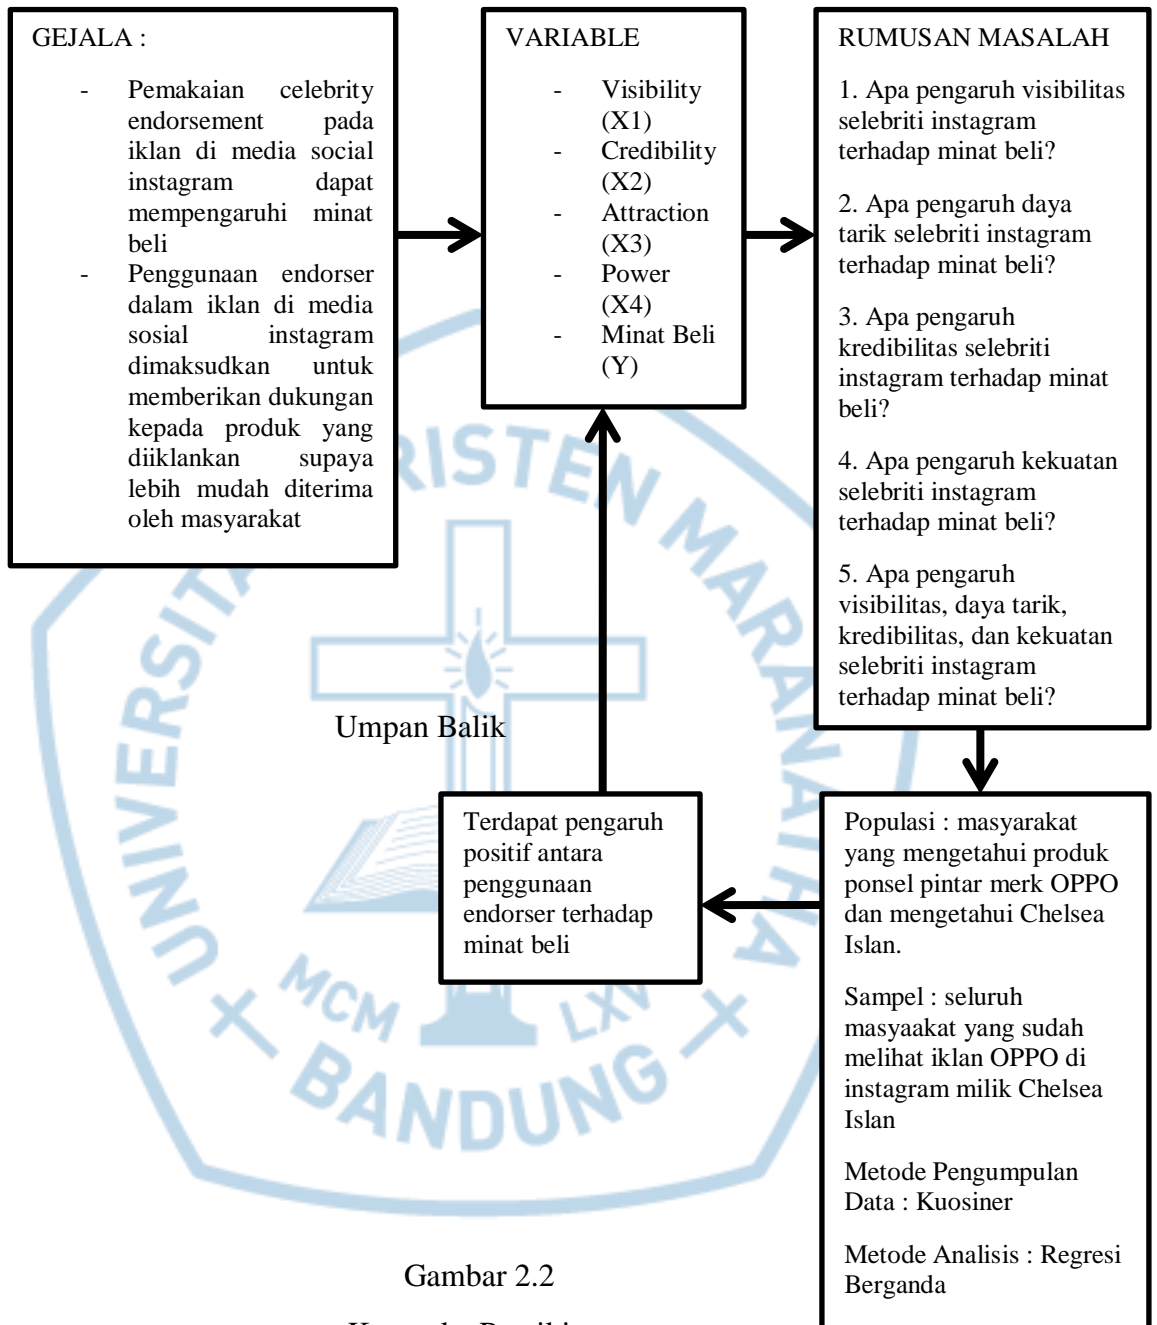 GEJALA :
- Pemakaian celebrity
endorsement pada
iklan di media social
instagram dapat
mempengaruhi minat
beli
- Penggunaan endorser
dalam iklan di media
sosial instagram
dimaksudkan untuk
memberikan dukungan
kepada produk yang
diiklankan supaya
lebih mudah diterima
oleh masyarakat
VARIABLE
- Visibility
(X1)
- Credibility
(X2)
- Attraction
(X3)
- Power
(X4)
- Minat Beli
(Y)
RUMUSAN MASALAH
1. Apa pengaruh visibilitas
selebriti instagram
terhadap minat beli?
2. Apa pengaruh daya
tarik selebriti instagram
terhadap minat beli?
3. Apa pengaruh
kredibilitas selebriti
instagram terhadap minat
beli?
4. Apa pengaruh kekuatan
selebriti instagram
terhadap minat beli?
5. Apa pengaruh
visibilitas, daya tarik,
kredibilitas, dan kekuatan
selebriti instagram
terhadap minat beli?
Umpan Balik
Terdapat pengaruh
positif antara
penggunaan
endorser terhadap
minat beli
Populasi : masyarakat
yang mengetahui produk
ponsel pintar merk OPPO
dan mengetahui Chelsea
Islan.
Sampel : seluruh
masyaakat yang sudah
melihat iklan OPPO di
instagram milik Chelsea
Islan
Metode Pengumpulan
Data : Kuosiner
Metode Analisis : Regresi
Berganda
MCM LXV
BANDUNG
Gambar 2.2